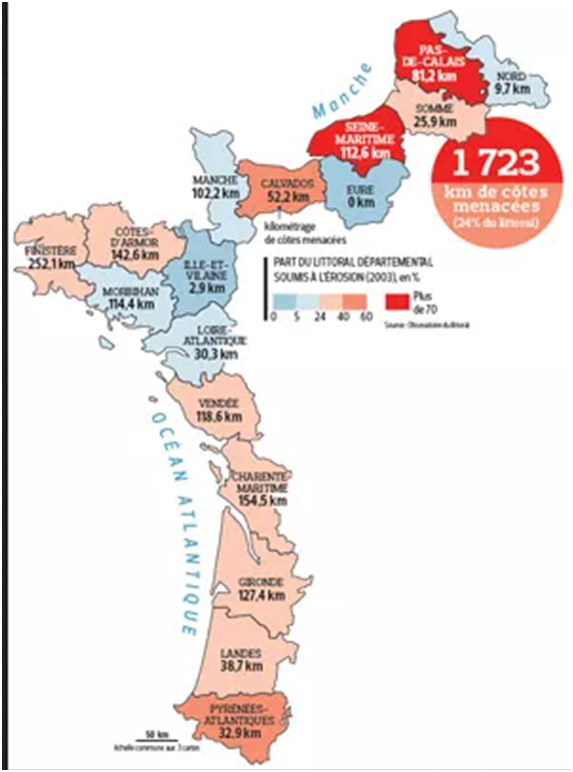 PAS-
DE-CALAIS
81,2 km
NORD
9,7 km
Manche
SOMME
25,9 km
SEINE-
MARITIME
112,6 km
1 723
km de côtes
menacées
(24% du littoral)
MANCHE
102,2 km
CALVADOS
52,2 km
EURE
0 km
kilométrage
de côtes menacées
FINISTÈRE
252,1 km
CÔTES-
D'ARMOR
142,6 km
ILLE-ET-
VILAINE
2,9 km
MORBIHAN
114,4 km
PART DU LITTORAL DÉPARTEMENTAL
SOUMIS À L'ÉROSION (2003), en %
0 5 24 40 60
Plus
de 70
Source : Observatoire du littoral
LOIRE-
ATLANTIQUE
30,3 km
VENDÉE
118,6 km
OCÉAN ATLANTIQUE
CHARENTE-
MARITIME
154,5 km
GIRONDE
127,4 km
LANDES
38,7 km
PYRÉNÉES-
ATLANTIQUES
32,9 km
50 km
échelle commune aux 3 cartes